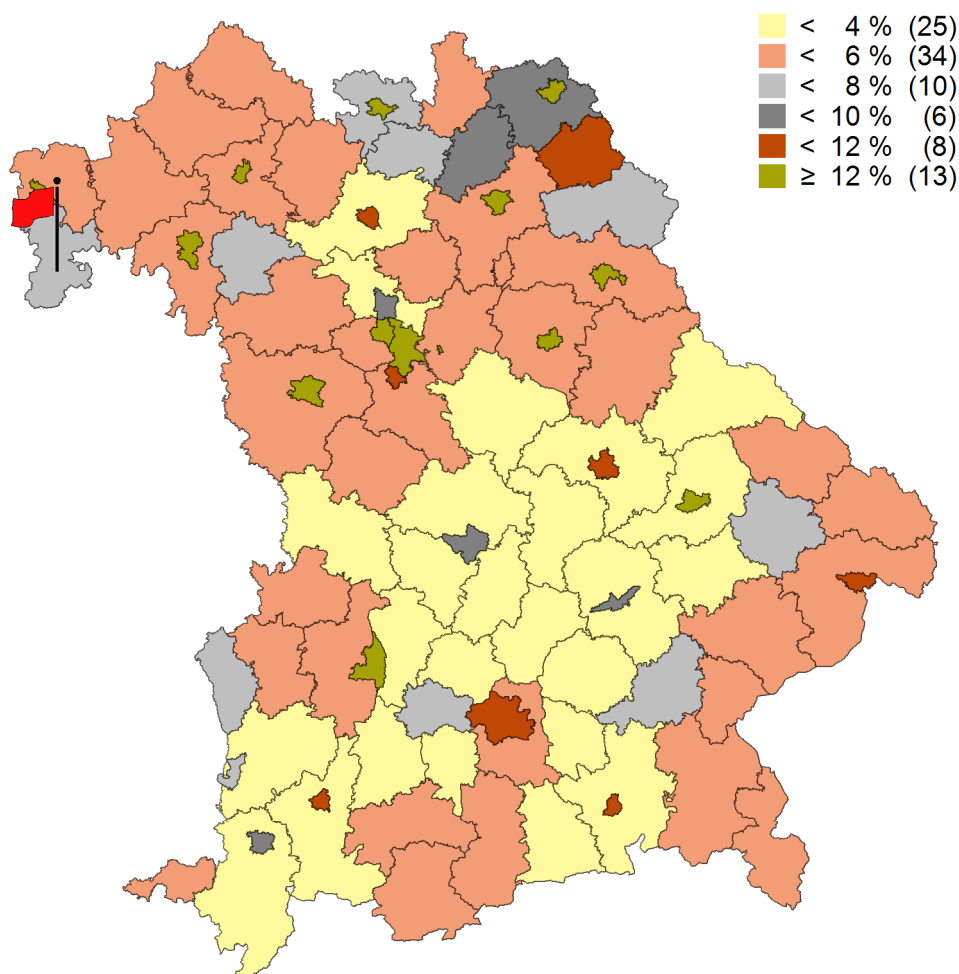 < 4 % (25)
< 6 % (34)
< 8 % (10)
< 10 % (6)
< 12 % (8)
≥ 12 % (13)